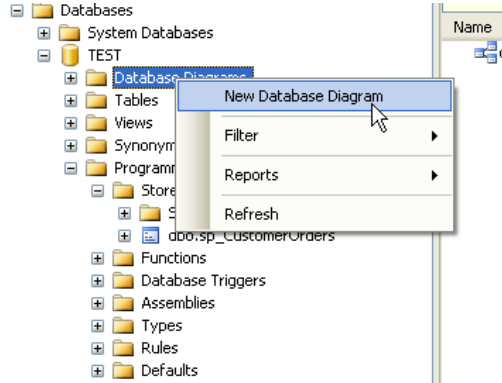 Databases
Name
System Databases
TEST
Database Diagrams
New Database Diagram
Tables
Views
Filter
Synonym
Programm
Reports
Store
S
Refresh
dbo.sp_CustomerOrders
Functions
Database Triggers
Assemblies
Types
Rules
Defaults